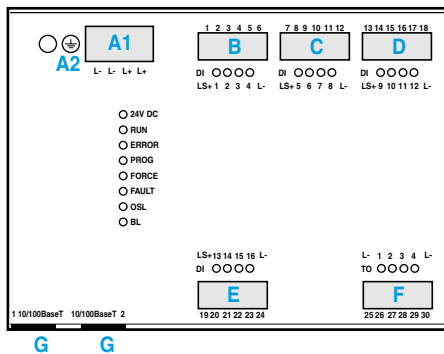 1 2 3 4 5 6
7 8 9 10 11 12
13 14 15 16 17 18
A1
B
C
D
A2
L- L- L+ L+
DI
DI
DI
LS+ 1 2 3 4 L-
LS+ 5 6 7 8 L-
LS+ 9 10 11 12 L-
24V DC
RUN
ERROR
PROG
FORCE
FAULT
OSL
BL
LS+ 13 14 15 16 L-
L- 1 2 3 4 L-
DI
TO
E
F
1 10/100BaseT
10/100BaseT 2
19 20 21 22 23 24
25 26 27 28 29 30
G
G